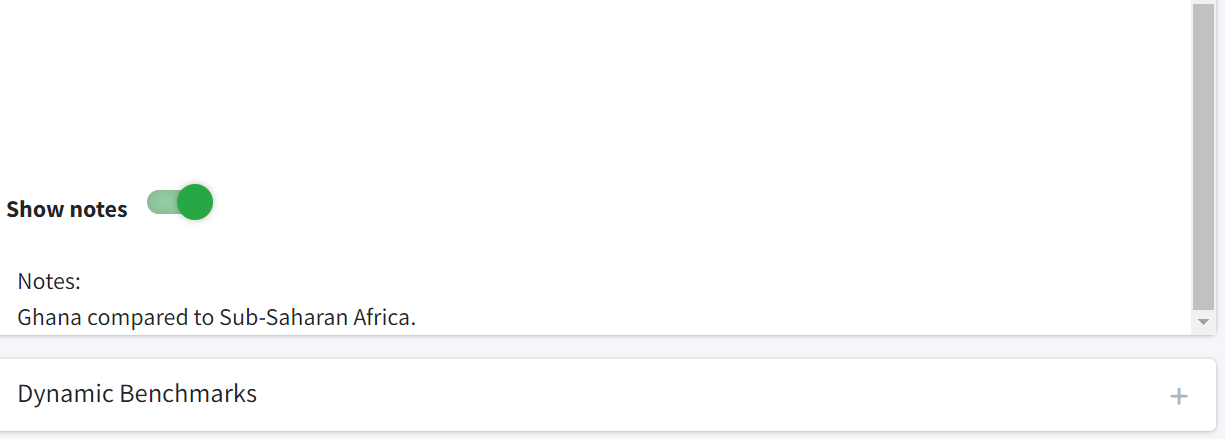 Show notes
Notes:
Ghana compared to Sub-Saharan Africa.
Dynamic Benchmarks